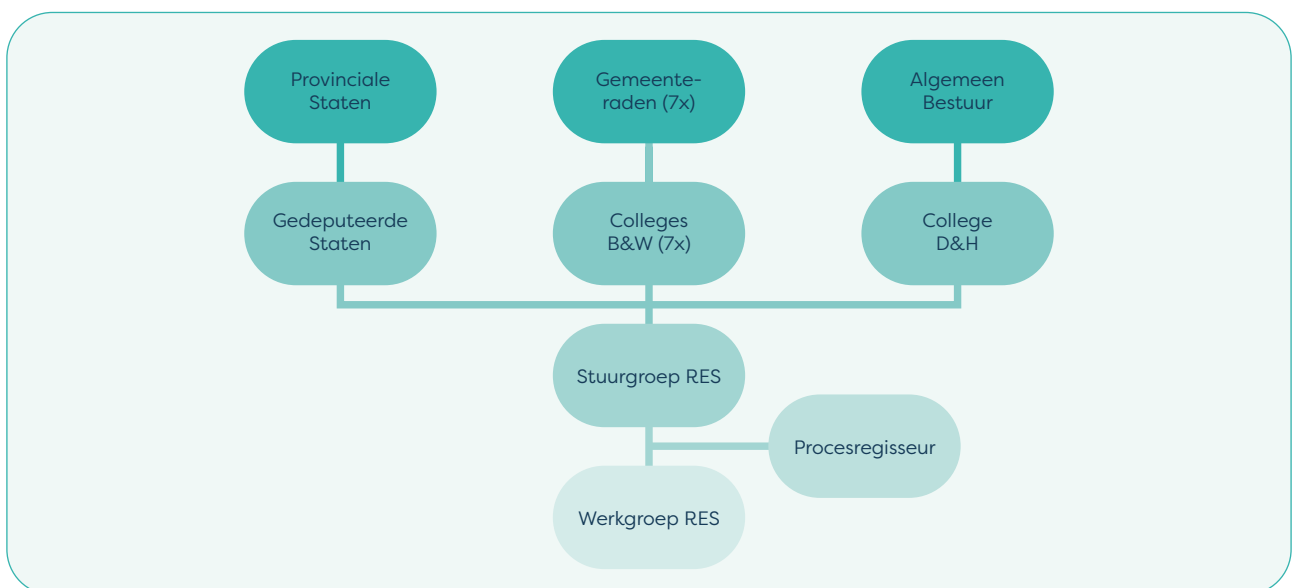 Provinciale
Staten
Gemeente-
raden (7x)
Algemeen
Bestuur
Gedeputeerde
Staten
Colleges
B&W (7x)
College
D&H
Stuurgroep RES
Procesregisseur
Werkgroep RES